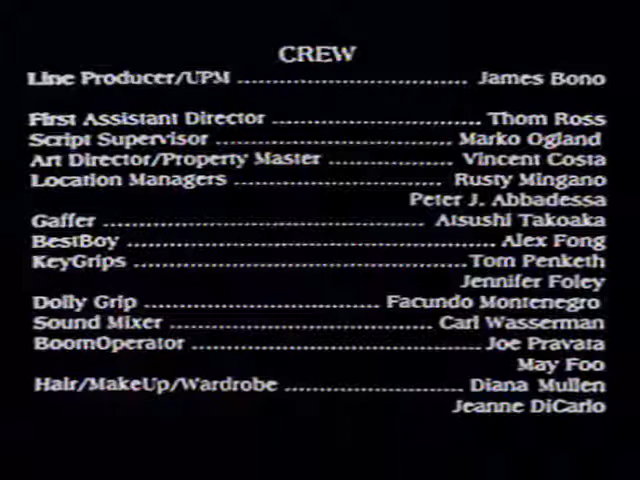 CREW
Line Producer/UPM .................................. James Bono
First Assistant Director ............................... Thom Ross
Script Supervisor ................................... Marko Ogland
Art Director/Property Master .................. Vincent Costa
Location Managers ............................... Rusty Mingano
Peter J. Abbadessa
Gaffer ................................................ Atsushi Takoaka
BestBoy ...................................................... Alex Fong
KeyGrips .................................................Tom Penketh
Jennifer Foley
Dolly Grip ................................... Facundo Montenegro
Sound Mixer ....................................... Carl Wasserman
BoomOperator ...........................................Joe Pravata
May Foo
Hair/MakeUp/Wardrobe .......................... Diana Mullen
Jeanne DiCarlo